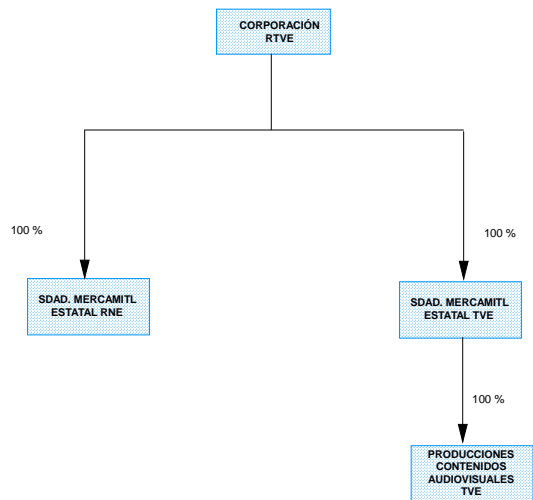 CORPORACIÓN
RTVE
100 %
100 %
SDAD. MERCAMITL
ESTATAL RNE
SDAD. MERCAMITL
ESTATAL TVE
100 %
PRODUCCIONES
CONTENIDOS
AUDIOVISUALES
TVE